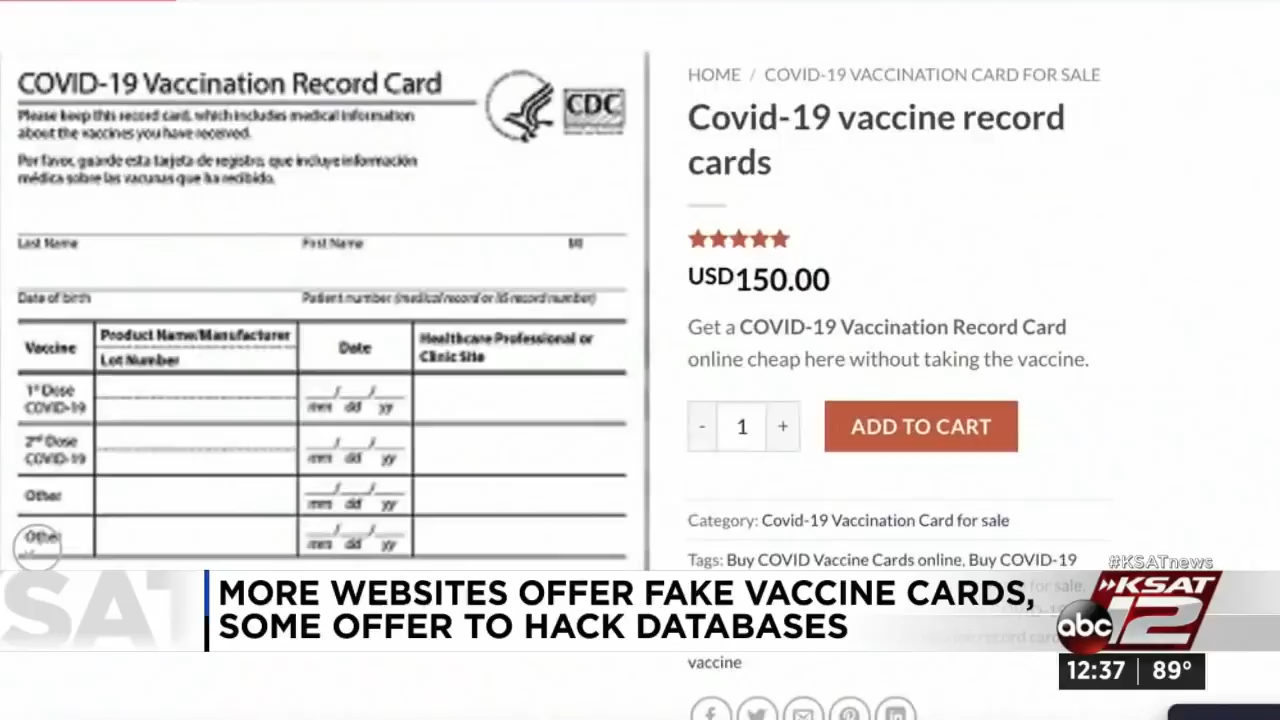 COVID-19 Vaccination Record Card
Please keep this record card, which includes medical information
about the vaccines you have received.
Por favor, guarde esta tarjeta de registro, que incluye información
médica sobre las vacunas que ha recibido.
CDC
Last Name First Name MI
Date of birth Patient number (medical record or IIS record number)
Vaccine Product Name/Manufacturer Date Healthcare Professional or
Lot Number Clinic Site
1st Dose
COVID-19
mm dd yy
2nd Dose
COVID-19
mm dd yy
Other
mm dd yy
Other
mm dd yy
HOME / COVID-19 VACCINATION CARD FOR SALE
Covid-19 vaccine record
cards
USD150.00
Get a COVID-19 Vaccination Record Card
online cheap here without taking the vaccine.
- 1 +
ADD TO CART
Category: Covid-19 Vaccination Card for sale
Tags: Buy COVID Vaccine Cards online, Buy COVID-19
for sale,
vaccine
#KSATnews
SAT
MORE WEBSITES OFFER FAKE VACCINE CARDS,
SOME OFFER TO HACK DATABASES
KSAT
abc 12
12:37 89°